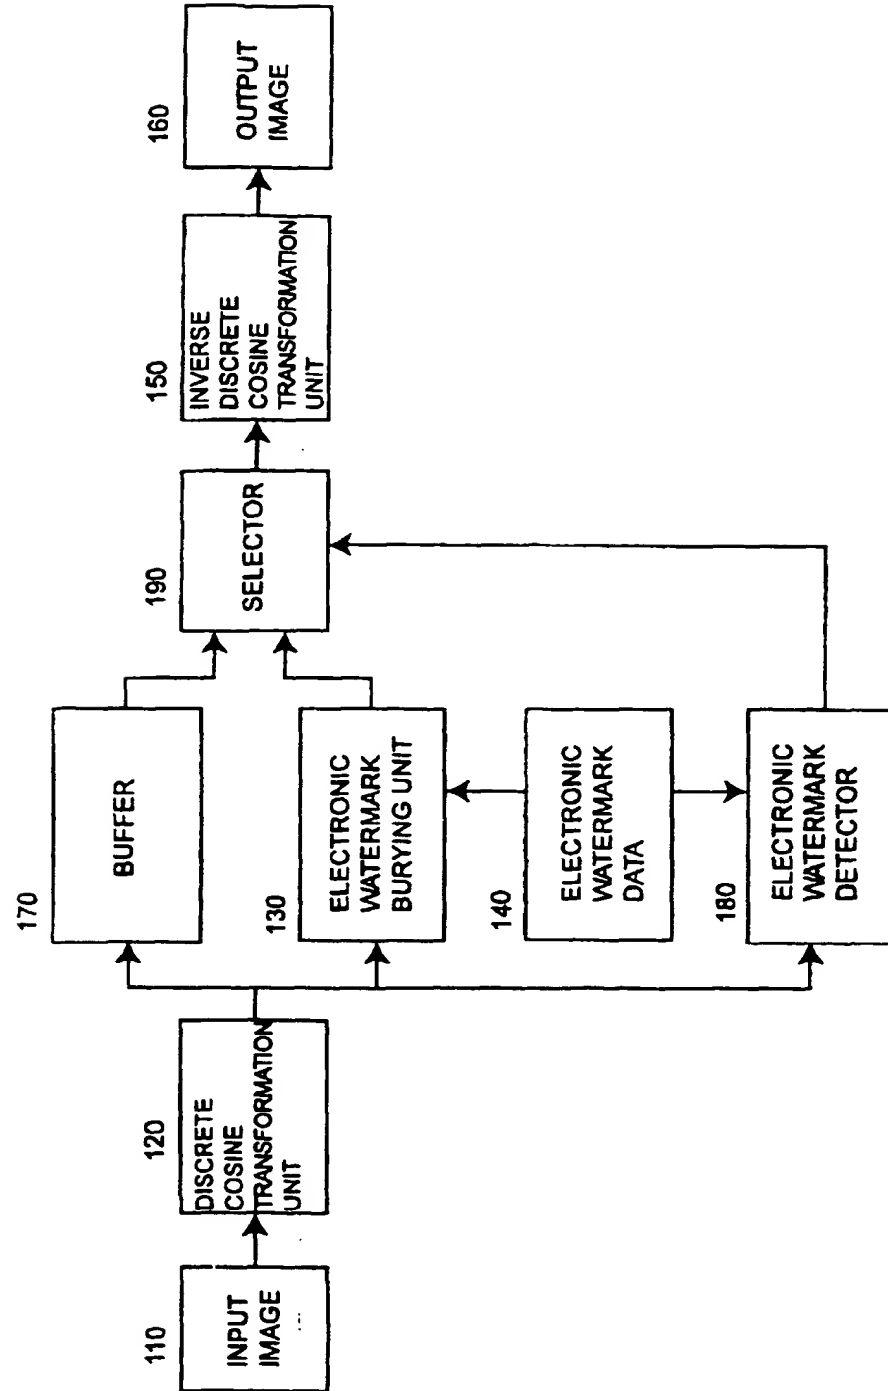 110
INPUT
IMAGE
120
DISCRETE
COSINE
TRANSFORMATION
UNIT
170
BUFFER
130
ELECTRONIC
WATERMARK
BURYING UNIT
140
ELECTRONIC
WATERMARK
DATA
180
ELECTRONIC
WATERMARK
DETECTOR
190
SELECTOR
150
INVERSE
DISCRETE
COSINE
TRANSFORMATION
UNIT
160
OUTPUT
IMAGE